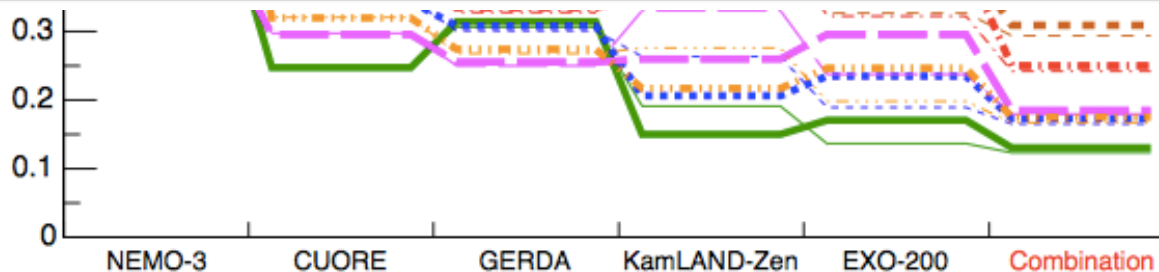 0.3
0.2
0.1
0
NEMO-3 CUORE GERDA KamLAND-Zen EXO-200 Combination